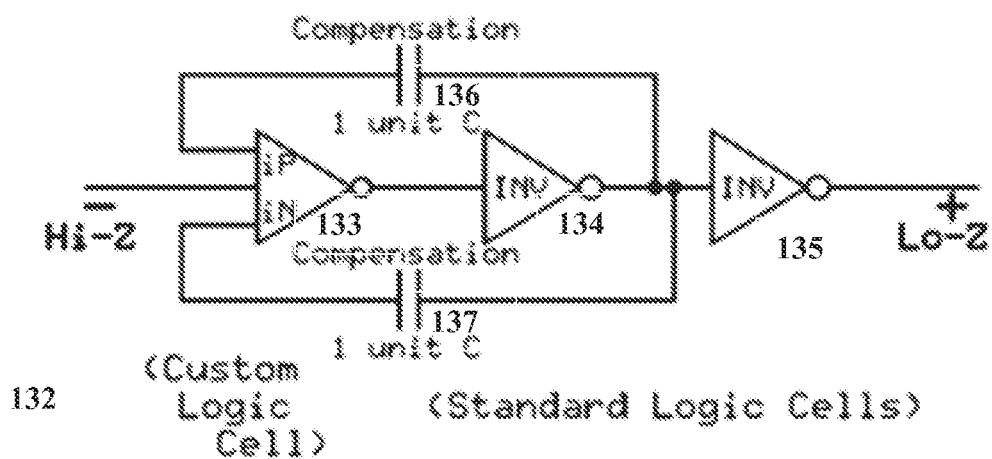 Compensation
136
1 unit C
iP
iN
133
INV
134
INV
135
−
Hi-Z
+
Lo-Z
Compensation
137
1 unit C
132
(Custom
Logic
Cell)
(Standard Logic Cells)